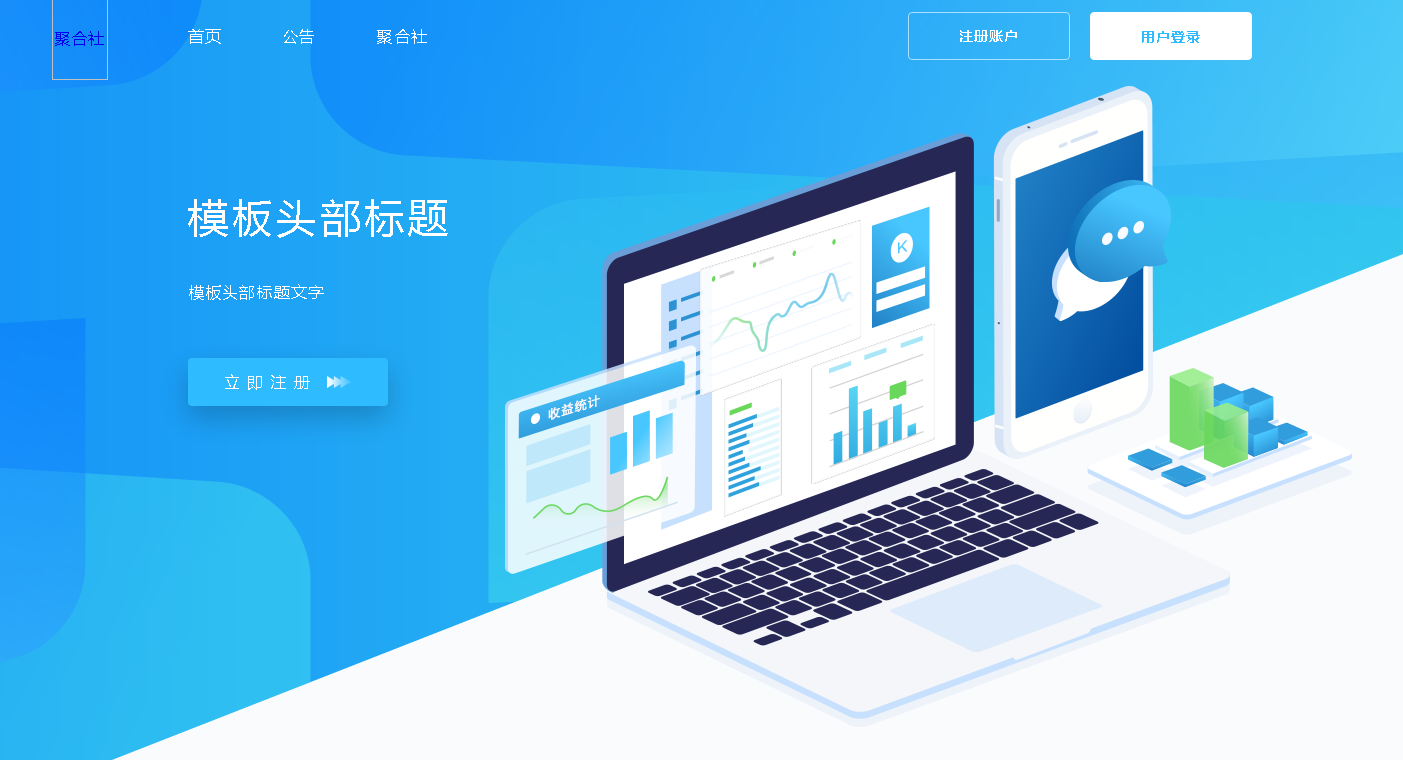 聚合社
首页 公告 聚合社
注册账户
用户登录
模板头部标题
模板头部标题文字
立即注册
收益统计
K